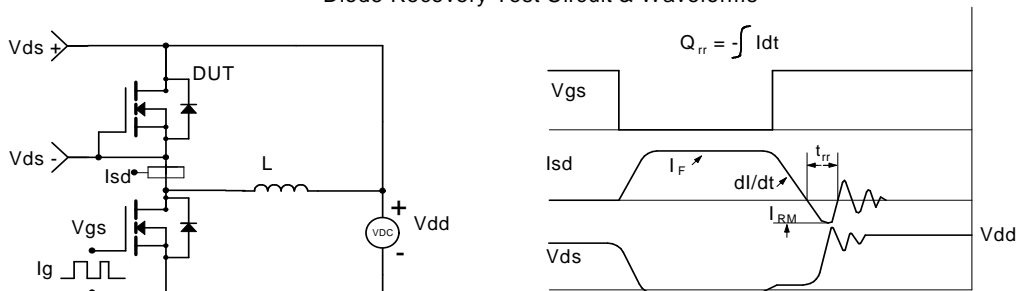 Diode Recovery Test Circuit & Waveforms
Vds +
DUT
Vds -
Isd
L
Vgs
Ig
+
VDC
-
Vdd
Q rr = -∫ Idt
Vgs
Isd
I F
dI/dt
t rr
I RM
Vds
Vdd